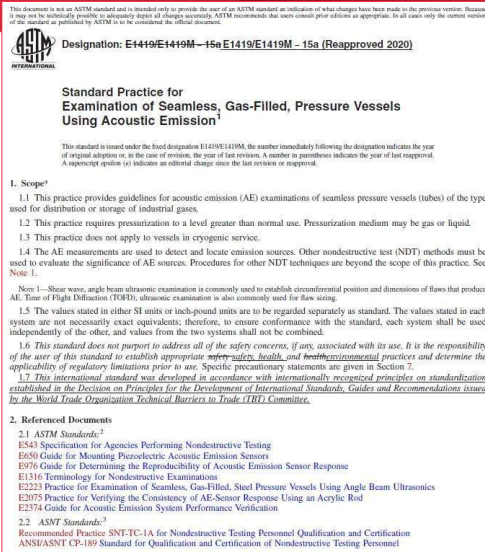 This document is not an ASTM standard and is intended only to provide the user of an ASTM standard an indication of what changes have been made to the previous version. Because
it may not be technically possible to adequately depict all changes accurately, ASTM recommends that users consult prior editions as appropriate. In all cases only the current version
of the standard as published by ASTM is to be considered the official document.
ASTM
INTERNATIONAL
Designation: E1419/E1419M – 15a E1419/E1419M – 15a (Reapproved 2020)
Standard Practice for
Examination of Seamless, Gas-Filled, Pressure Vessels
Using Acoustic Emission1
This standard is issued under the fixed designation E1419/E1419M; the number immediately following the designation indicates the year
of original adoption or, in the case of revision, the year of last revision. A number in parentheses indicates the year of last reapproval.
A superscript epsilon (ε) indicates an editorial change since the last revision or reapproval.
1. Scope*
1.1 This practice provides guidelines for acoustic emission (AE) examinations of seamless pressure vessels (tubes) of the type
used for distribution or storage of industrial gases.
1.2 This practice requires pressurization to a level greater than normal use. Pressurization medium may be gas or liquid.
1.3 This practice does not apply to vessels in cryogenic service.
1.4 The AE measurements are used to detect and locate emission sources. Other nondestructive test (NDT) methods must be
used to evaluate the significance of AE sources. Procedures for other NDT techniques are beyond the scope of this practice. See
Note 1.
NOTE 1—Shear wave, angle beam ultrasonic examination is commonly used to establish circumferential position and dimensions of flaws that produce
AE. Time of Flight Diffraction (TOFD), ultrasonic examination is also commonly used for flaw sizing.
1.5 The values stated in either SI units or inch-pound units are to be regarded separately as standard. The values stated in each
system are not necessarily exact equivalents; therefore, to ensure conformance with the standard, each system shall be used
independently of the other, and values from the two systems shall not be combined.
1.6 This standard does not purport to address all of the safety concerns, if any, associated with its use. It is the responsibility
of the user of this standard to establish appropriate safety safety, health, and healthenvironmental practices and determine the
applicability of regulatory limitations prior to use. Specific precautionary statements are given in Section 7.
1.7 This international standard was developed in accordance with internationally recognized principles on standardization
established in the Decision on Principles for the Development of International Standards, Guides and Recommendations issued
by the World Trade Organization Technical Barriers to Trade (TBT) Committee.
2. Referenced Documents
2.1 ASTM Standards:2
E543 Specification for Agencies Performing Nondestructive Testing
E650 Guide for Mounting Piezoelectric Acoustic Emission Sensors
E976 Guide for Determining the Reproducibility of Acoustic Emission Sensor Response
E1316 Terminology for Nondestructive Examinations
E2223 Practice for Examination of Seamless, Gas-Filled, Steel Pressure Vessels Using Angle Beam Ultrasonics
E2075 Practice for Verifying the Consistency of AE-Sensor Response Using an Acrylic Rod
E2374 Guide for Acoustic Emission System Performance Verification
2.2 ASNT Standards:3
Recommended Practice SNT-TC-1A for Nondestructive Testing Personnel Qualification and Certification
ANSI/ASNT CP-189 Standard for Qualification and Certification of Nondestructive Testing Personnel